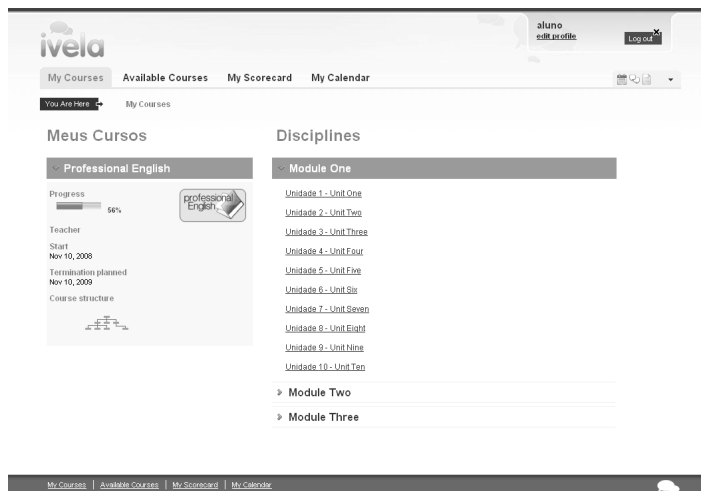 ivela
aluno
edit profile
Log out
My Courses Available Courses My Scorecard My Calendar
You Are Here My Courses
Meus Cursos
Professional English
Progress
56%
professional
English
Teacher
Start
Nov 10, 2008
Termination planned
Nov 10, 2009
Course structure
Disciplines
Module One
Unidade 1 - Unit One
Unidade 2 - Unit Two
Unidade 3 - Unit Three
Unidade 4 - Unit Four
Unidade 5 - Unit Five
Unidade 6 - Unit Six
Unidade 7 - Unit Seven
Unidade 8 - Unit Eight
Unidade 9 - Unit Nine
Unidade 10 - Unit Ten
Module Two
Module Three
My Courses | Available Courses | My Scorecard | My Calendar